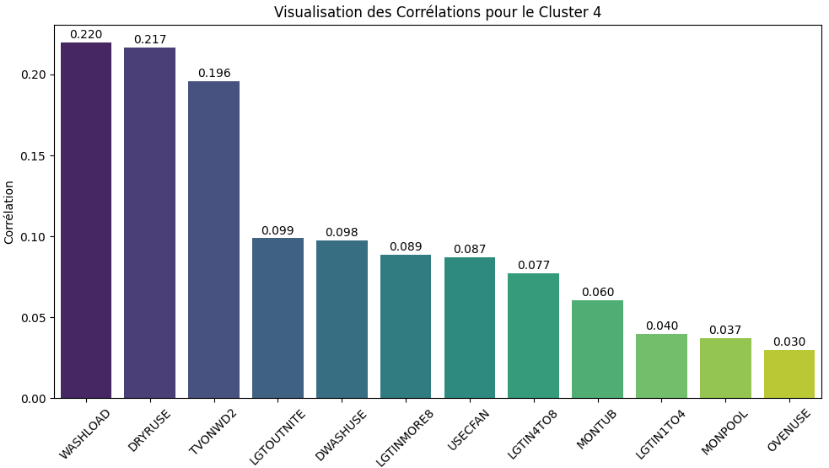 Visualisation des Corrélations pour le Cluster 4
Corrélation
0.20
0.15
0.10
0.05
0.00
0.220
0.217
0.196
0.099
0.098
0.089
0.087
0.077
0.060
0.040
0.037
0.030
WASHLOAD
DRYRUSE
TVONWD2
LGTOUTNITE
DWASHUSE
LGTINMORE8
USECFAN
LGTIN4TO8
MONTUB
LGTIN1TO4
MONPOOL
OVENUSE